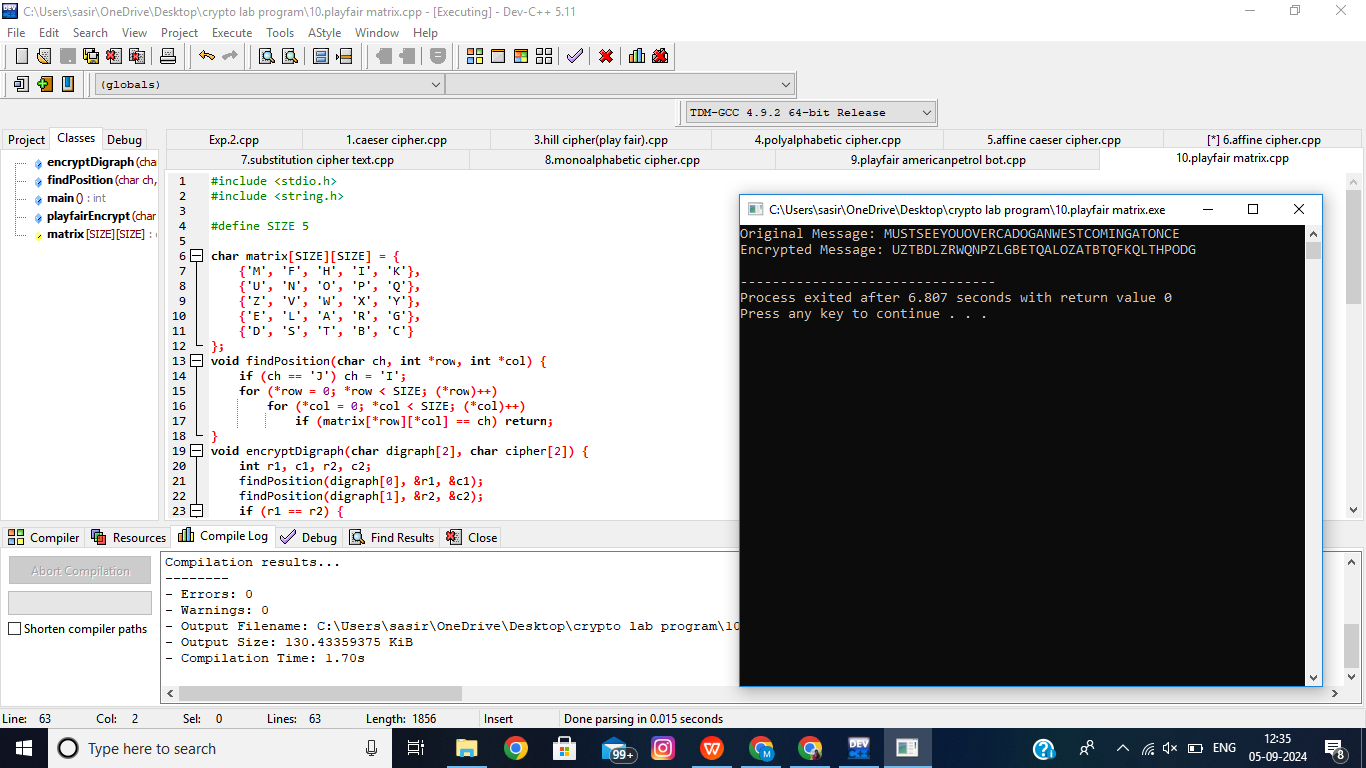 C:\Users\sasir\OneDrive\Desktop\crypto lab program\10.playfair matrix.cpp - [Executing] - Dev-C++ 5.11
File Edit Search View Project Execute Tools AStyle Window Help
(globals)
TDM-GCC 4.9.2 64-bit Release
Project Classes Debug
Exp.2.cpp 1.caeser cipher.cpp 3.hill cipher(play fair).cpp 4.polyalphabetic cipher.cpp 5.affine caeser cipher.cpp [*] 6.affine cipher.cpp
7.substitution cipher text.cpp 8.monoalphabetic cipher.cpp 9.playfair americanpetrol bot.cpp 10.playfair matrix.cpp
encryptDigraph (cha
findPosition (char ch,
main () : int
playfairEncrypt (char
matrix [SIZE][SIZE] :
1 #include <stdio.h>
2 #include <string.h>
3
4 #define SIZE 5
5
6 char matrix[SIZE][SIZE] = {
7 {'M', 'F', 'H', 'I', 'K'},
8 {'U', 'N', 'O', 'P', 'Q'},
9 {'Z', 'V', 'W', 'X', 'Y'},
10 {'E', 'L', 'A', 'R', 'G'},
11 {'D', 'S', 'T', 'B', 'C'}
12 };
13 void findPosition(char ch, int *row, int *col) {
14 if (ch == 'J') ch = 'I';
15 for (*row = 0; *row < SIZE; (*row)++)
16 for (*col = 0; *col < SIZE; (*col)++)
17 if (matrix[*row][*col] == ch) return;
18 }
19 void encryptDigraph(char digraph[2], char cipher[2]) {
20 int r1, c1, r2, c2;
21 findPosition(digraph[0], &r1, &c1);
22 findPosition(digraph[1], &r2, &c2);
23 if (r1 == r2) {
C:\Users\sasir\OneDrive\Desktop\crypto lab program\10.playfair matrix.exe
Original Message: MUSTSEEYOUOVERCADOGANWESTCOMINGATONCE
Encrypted Message: UZTBDLZRWQNPZLGBETQALOZATBTQFKQLTHPODG
--------------------------------
Process exited after 6.807 seconds with return value 0
Press any key to continue . . .
Compiler Resources Compile Log Debug Find Results Close
Abort Compilation
Shorten compiler paths
Compilation results...
--------
- Errors: 0
- Warnings: 0
- Output Filename: C:\Users\sasir\OneDrive\Desktop\crypto lab program\10
- Output Size: 130.43359375 KiB
- Compilation Time: 1.70s
Line: 63 Col: 2 Sel: 0 Lines: 63 Length: 1856 Insert Done parsing in 0.015 seconds
Type here to search
99+
ENG
12:35
05-09-2024
8